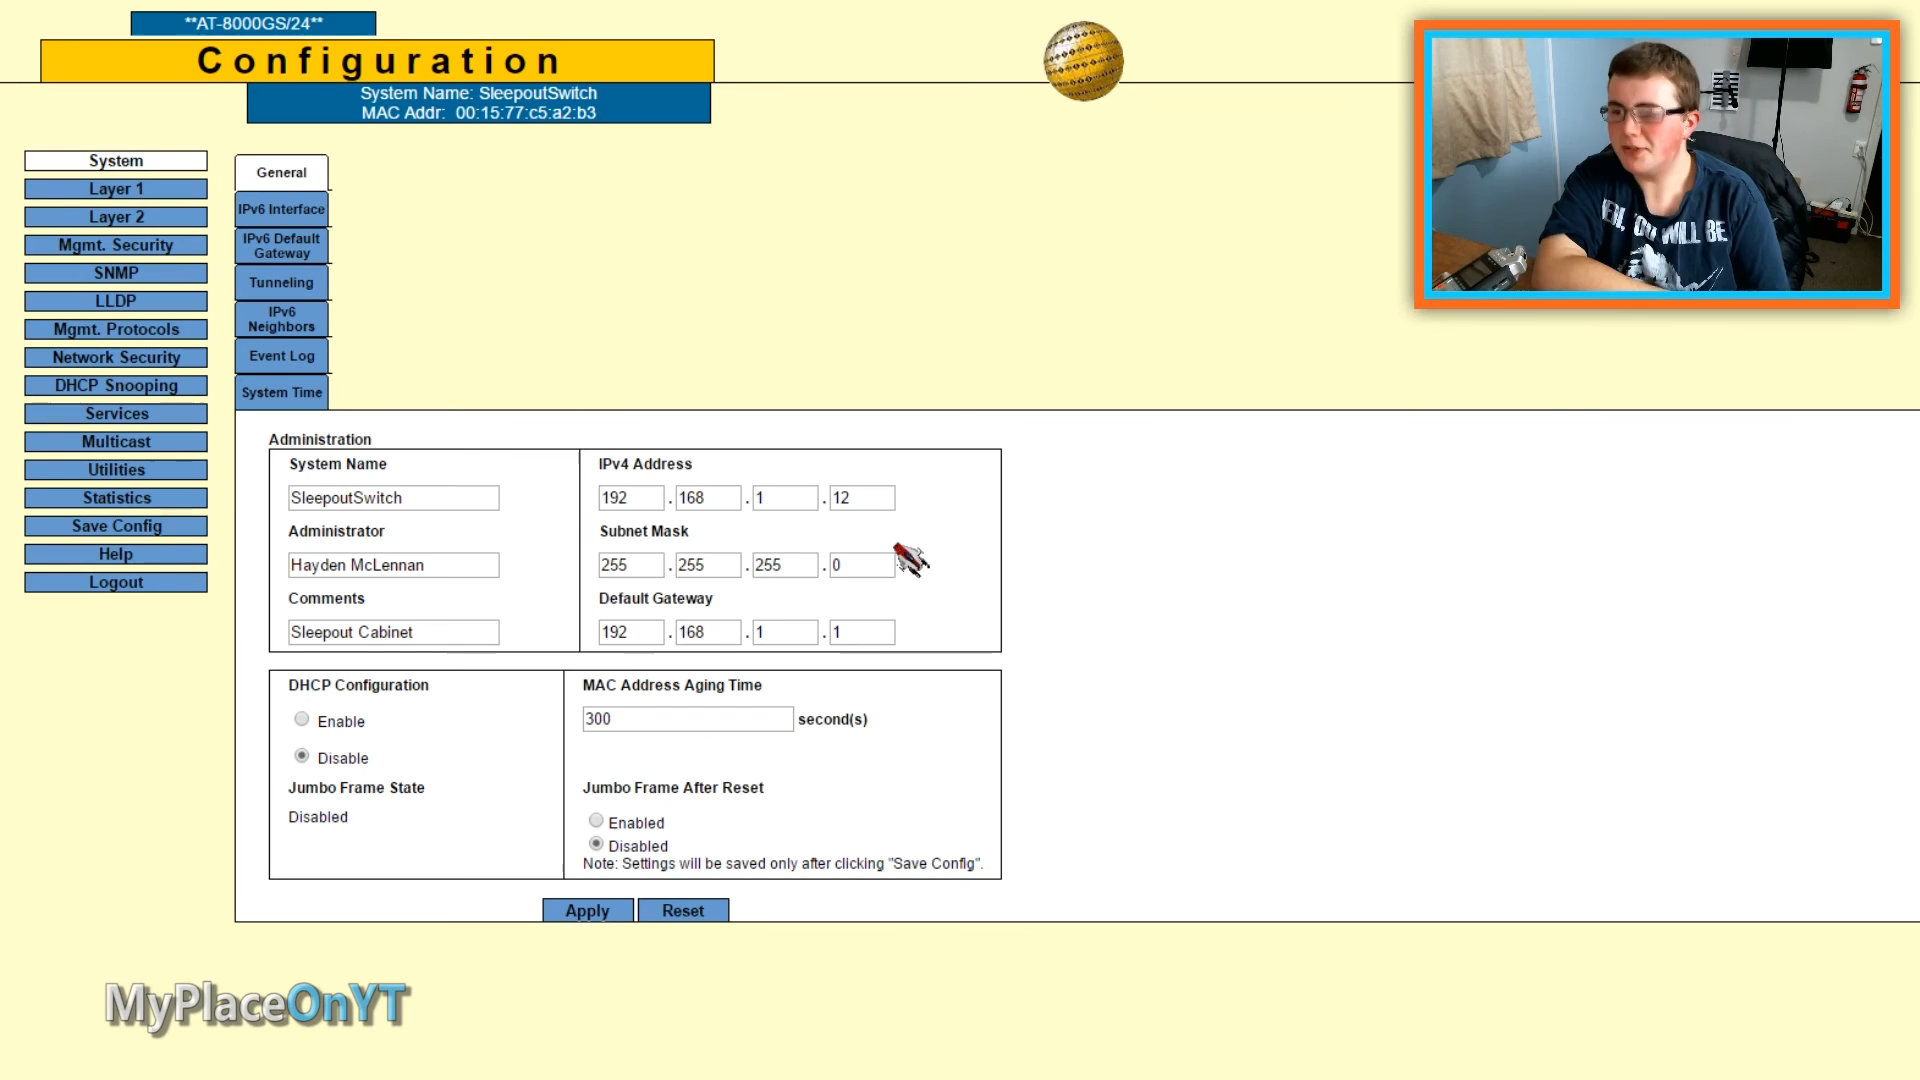 **AT-8000GS/24**
Configuration
System Name: SleepoutSwitch
MAC Addr: 00:15:77:c5:a2:b3
System
Layer 1
Layer 2
Mgmt. Security
SNMP
LLDP
Mgmt. Protocols
Network Security
DHCP Snooping
Services
Multicast
Utilities
Statistics
Save Config
Help
Logout
General
IPv6 Interface
IPv6 Default
Gateway
Tunneling
IPv6
Neighbors
Event Log
System Time
Administration
System Name
SleepoutSwitch
Administrator
Hayden McLennan
Comments
Sleepout Cabinet
IPv4 Address
192 . 168 . 1 . 12
Subnet Mask
255 . 255 . 255 . 0
Default Gateway
192 . 168 . 1 . 1
DHCP Configuration
Enable
Disable
Jumbo Frame State
Disabled
MAC Address Aging Time
300 second(s)
Jumbo Frame After Reset
Enabled
Disabled
Note: Settings will be saved only after clicking "Save Config".
Apply Reset
YOU WILL BE
MyPlaceOnYT